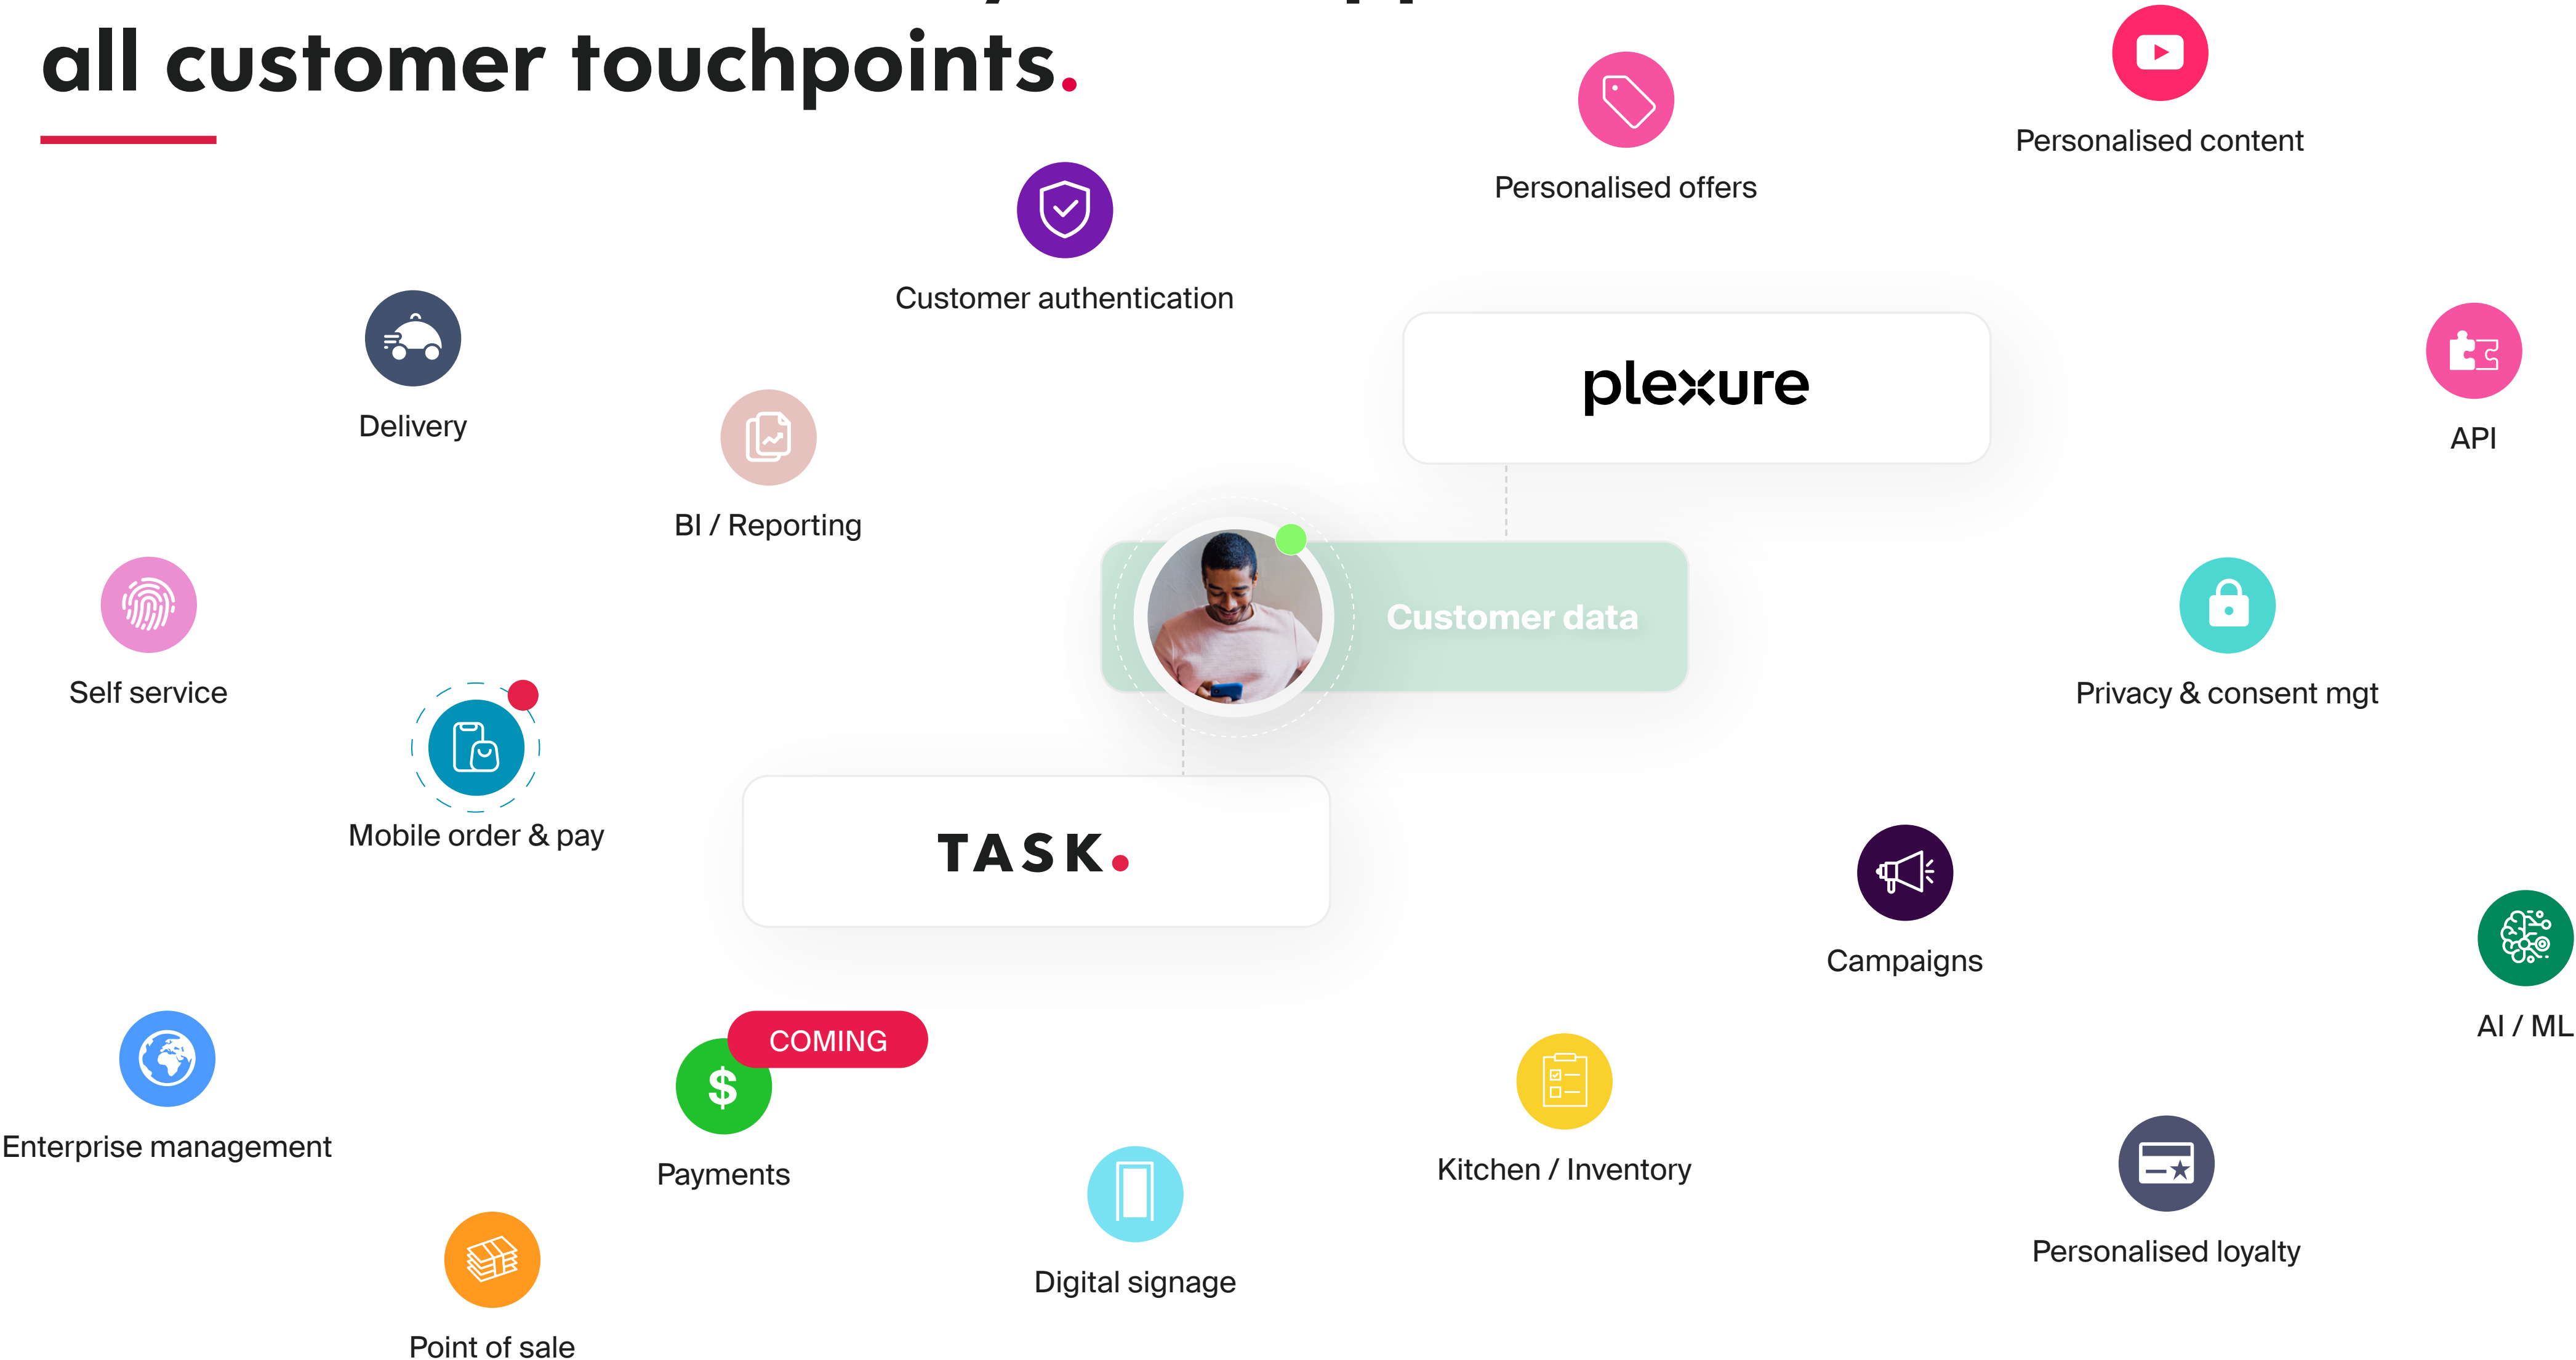 all customer touchpoints.
Personalised content
Personalised offers
Customer authentication
Delivery
plexure
API
BI / Reporting
Customer data
Self service
Privacy & consent mgt
Mobile order & pay
TASK.
Campaigns
AI / ML
COMING
$
Enterprise management
Payments
Kitchen / Inventory
Personalised loyalty
Digital signage
Point of sale